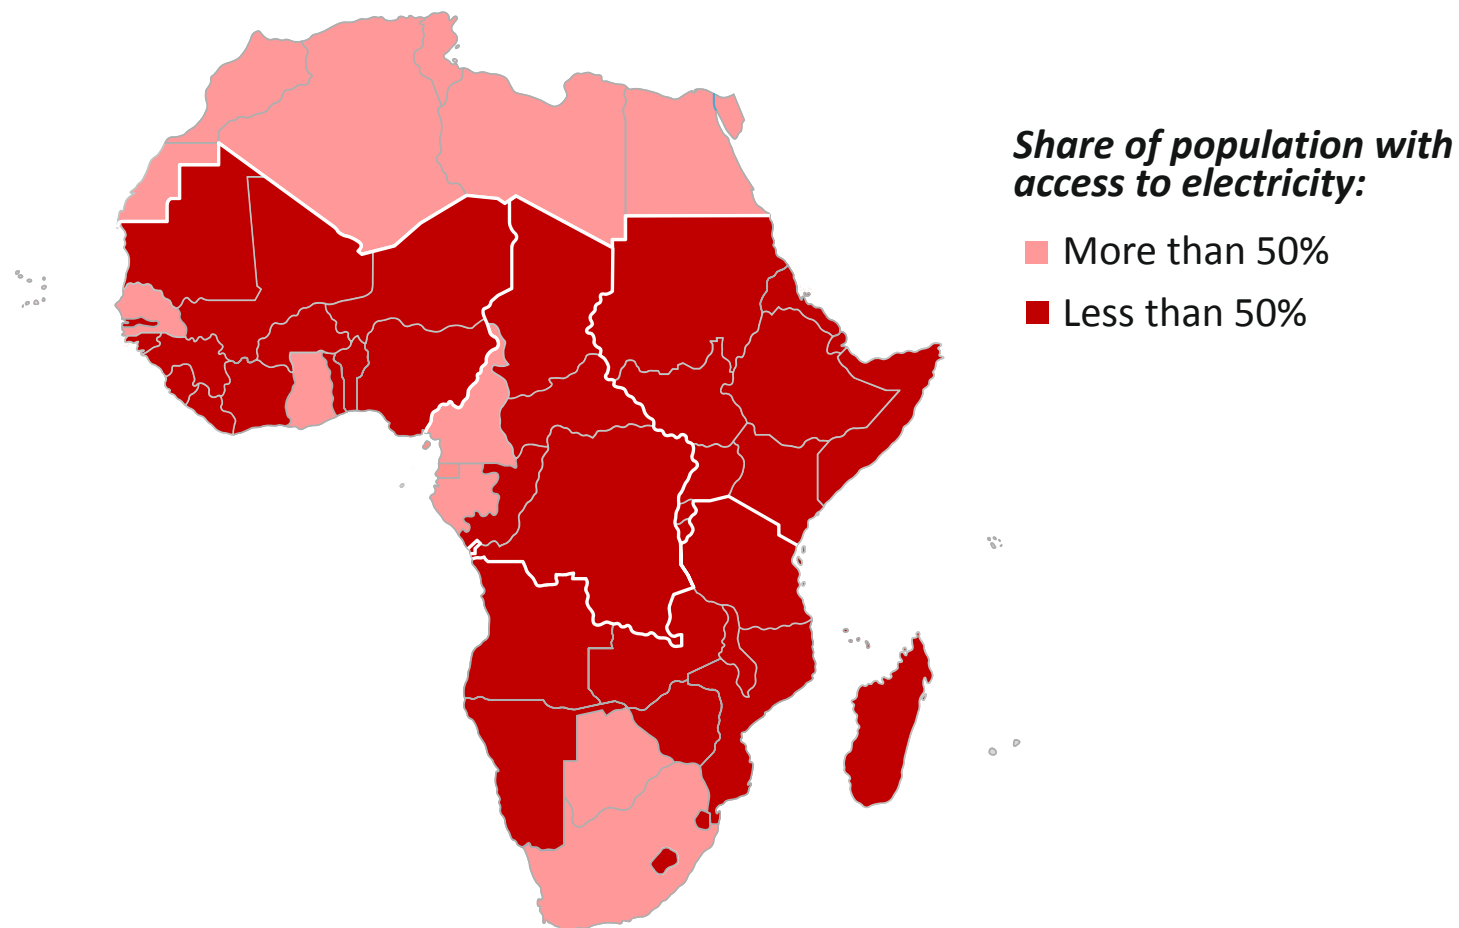 Share of population with
access to electricity:
More than 50%
Less than 50%